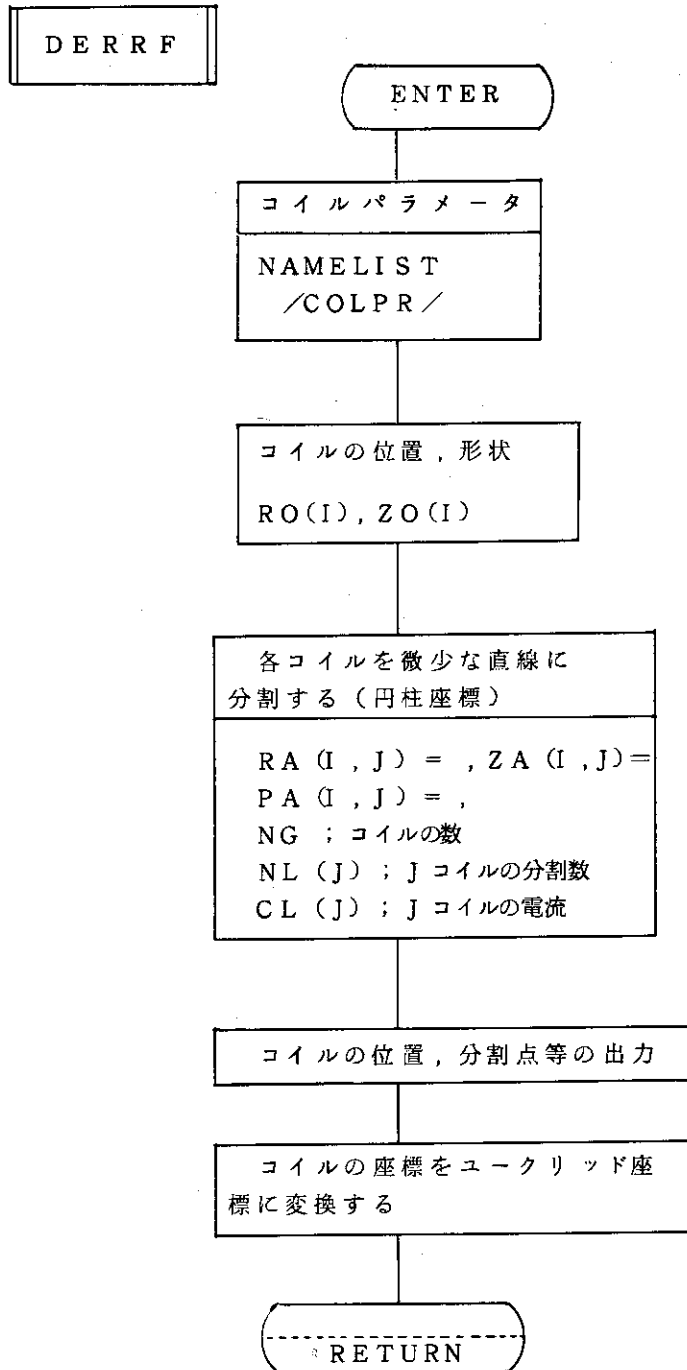 DERRF
ENTER
コイルパラメータ
NAMELIST
/COLPR/
コイルの位置,形状
RO(I),ZO(I)
各コイルを微少な直線に
分割する(円柱座標)
RA(I,J)= ,ZA(I,J)=
PA(I,J)= ,
NG ;コイルの数
NL(J);Jコイルの分割数
CL(J);Jコイルの電流
コイルの位置,分割点等の出力
コイルの座標をユークリッド座
標に変換する
RETURN